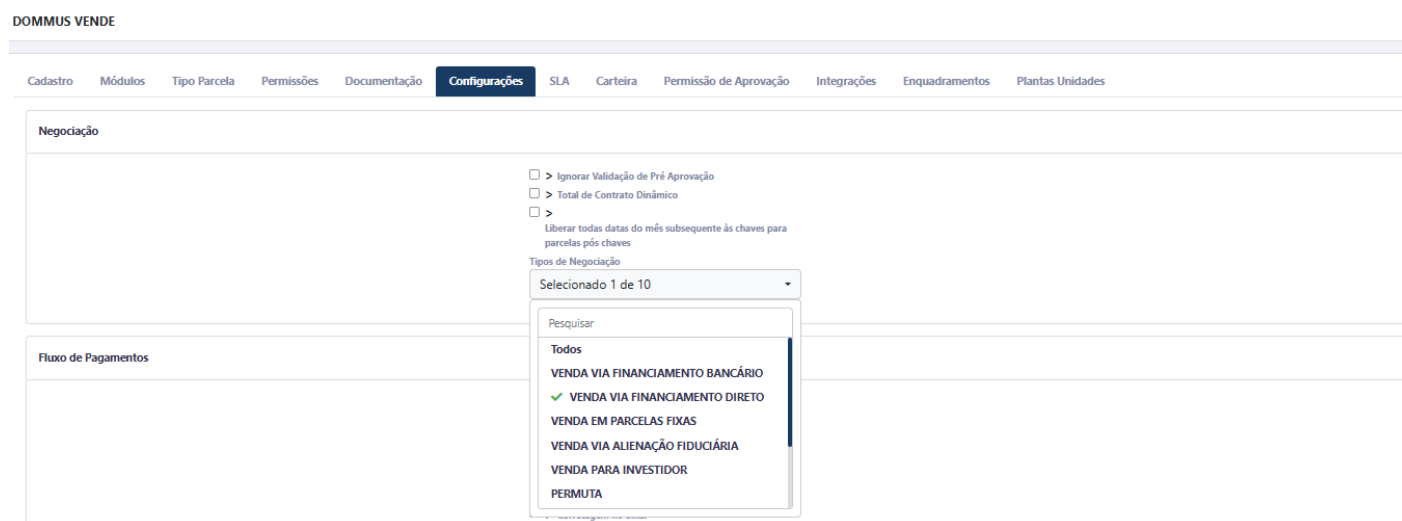 DOMMUS VENDE
Cadastro Módulos Tipo Parcela Permissões Documentação Configurações SLA Carteira Permissão de Aprovação Integrações Enquadramentos Plantas Unidades
Negociação
> Ignorar Validação de Pré Aprovação
> Total de Contrato Dinâmico
>
Liberar todas datas do mês subsequente às chaves para
parcelas pós chaves
Tipos de Negociação
Selecionado 1 de 10
Pesquisar
Todos
Fluxo de Pagamentos
VENDA VIA FINANCIAMENTO BANCÁRIO
VENDA VIA FINANCIAMENTO DIRETO
VENDA EM PARCELAS FIXAS
VENDA VIA ALIENAÇÃO FIDUCIÁRIA
VENDA PARA INVESTIDOR
PERMUTA